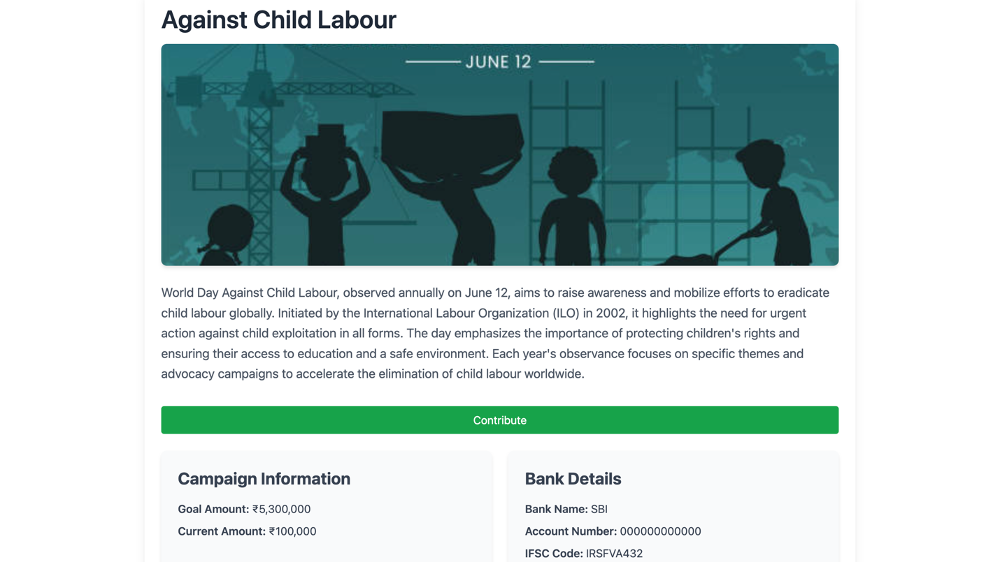 Against Child Labour
JUNE 12
World Day Against Child Labour, observed annually on June 12, aims to raise awareness and mobilize efforts to eradicate
child labour globally. Initiated by the International Labour Organization (ILO) in 2002, it highlights the need for urgent
action against child exploitation in all forms. The day emphasizes the importance of protecting children's rights and
ensuring their access to education and a safe environment. Each year's observance focuses on specific themes and
advocacy campaigns to accelerate the elimination of child labour worldwide.
Contribute
Campaign Information
Goal Amount: ₹5,300,000
Current Amount: ₹100,000
Bank Details
Bank Name: SBI
Account Number: 000000000000
IFSC Code: IRSFVA432